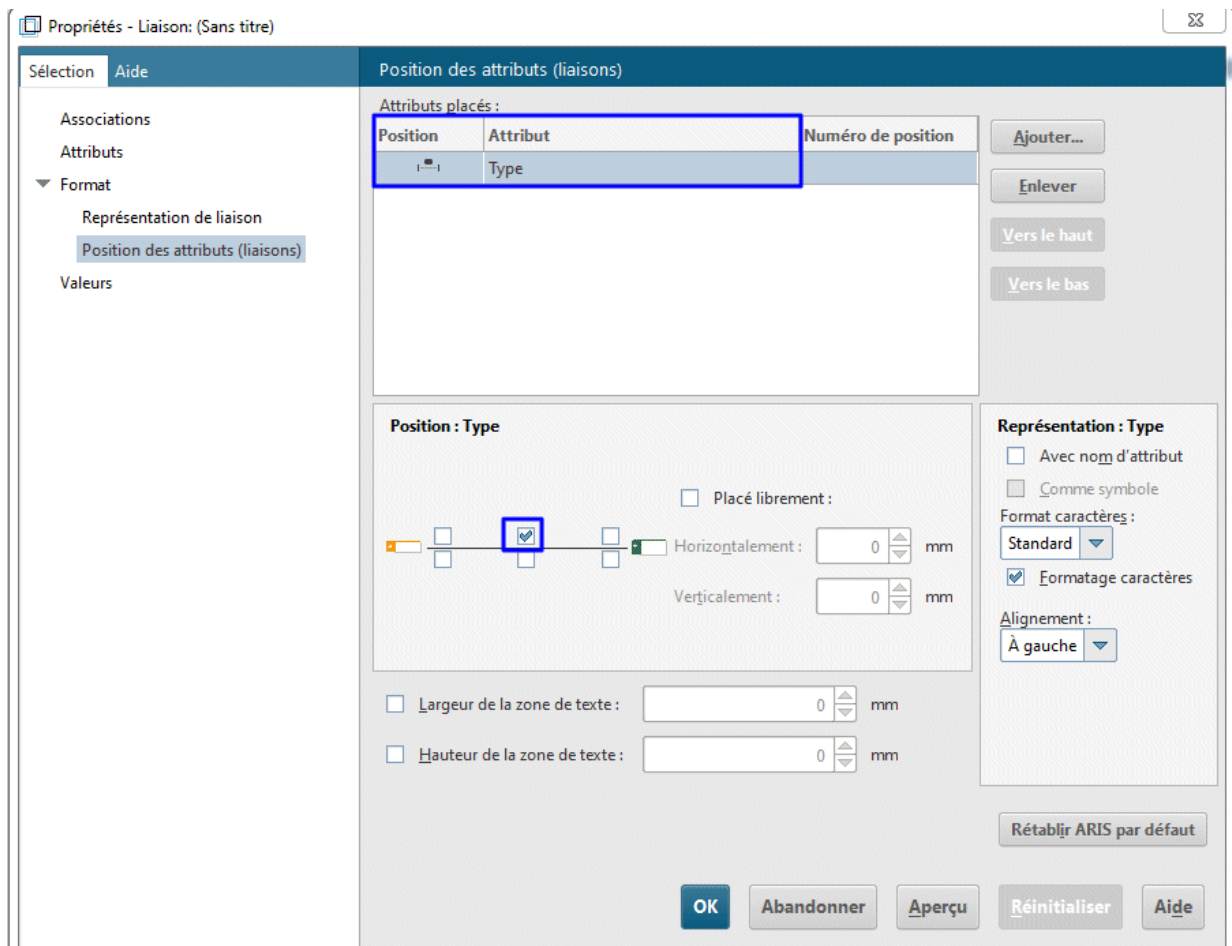 Propriétés - Liaison: (Sans titre)
Sélection Aide
Position des attributs (liaisons)
Associations
Attributs
Format
Représentation de liaison
Position des attributs (liaisons)
Valeurs
Attributs placés :
Position Attribut Numéro de position
Type
Ajouter...
Enlever
Vers le haut
Vers le bas
Position : Type
Placé librement :
Horizontalement : 0 mm
Verticalement : 0 mm
Représentation : Type
Avec nom d'attribut
Comme symbole
Format caractères :
Standard
Formatage caractères
Alignement :
À gauche
Largeur de la zone de texte : 0 mm
Hauteur de la zone de texte : 0 mm
Rétablir ARIS par défaut
OK Abandonner Aperçu Réinitialiser Aide